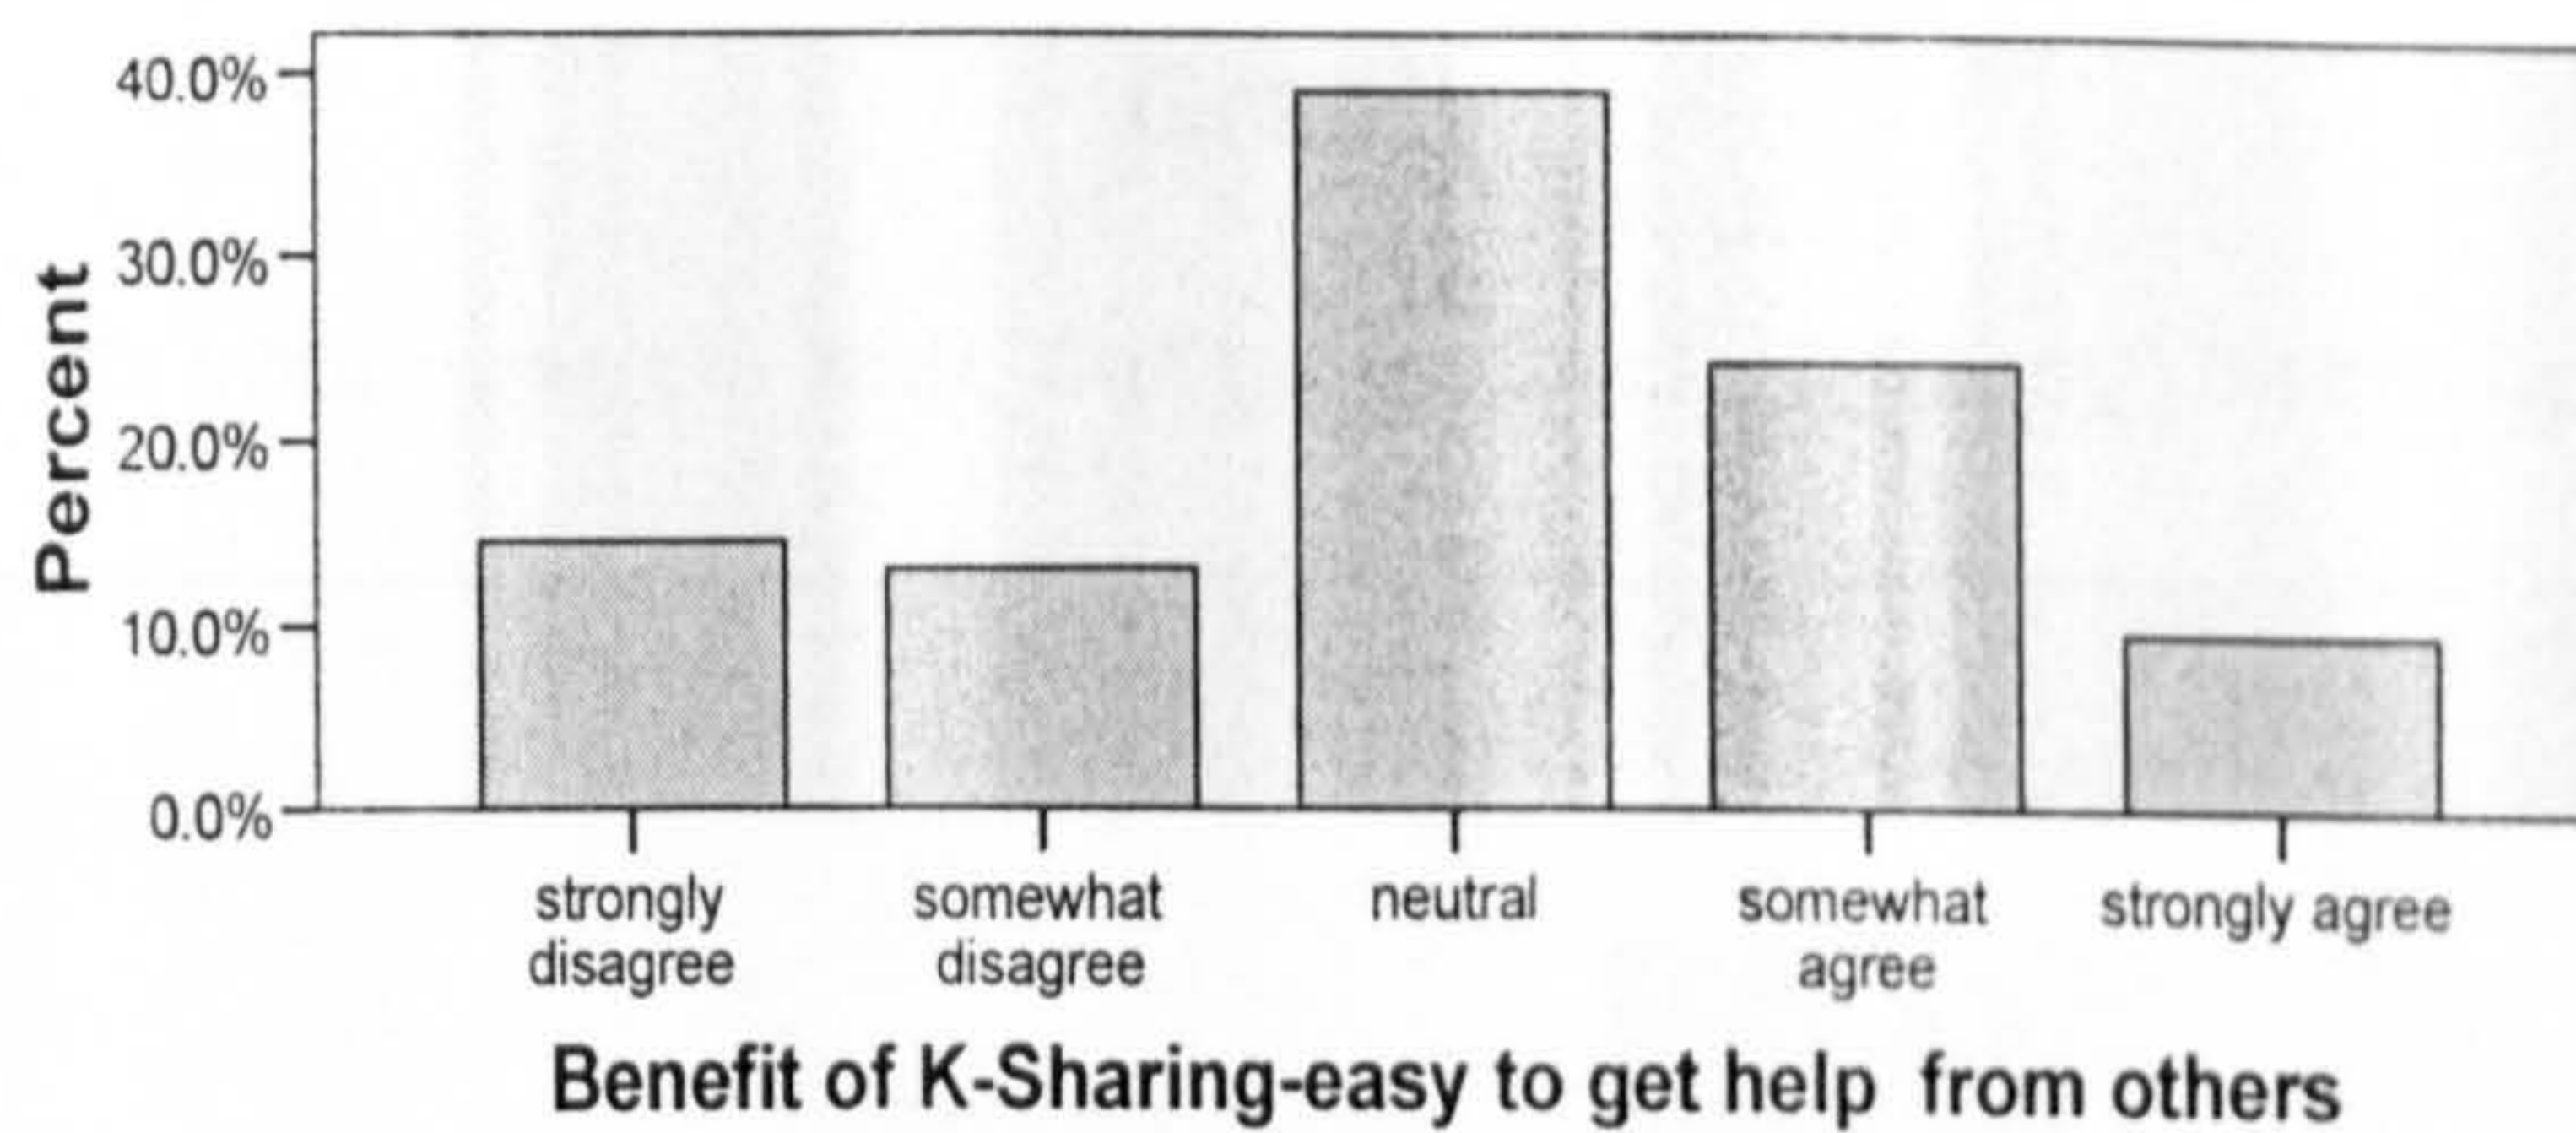 Percent
40.0%
30.0%
20.0%
10.0%
0.0%
strongly
disagree
somewhat
disagree
neutral
somewhat
agree
strongly agree
Benefit of K-Sharing-easy to get help from others